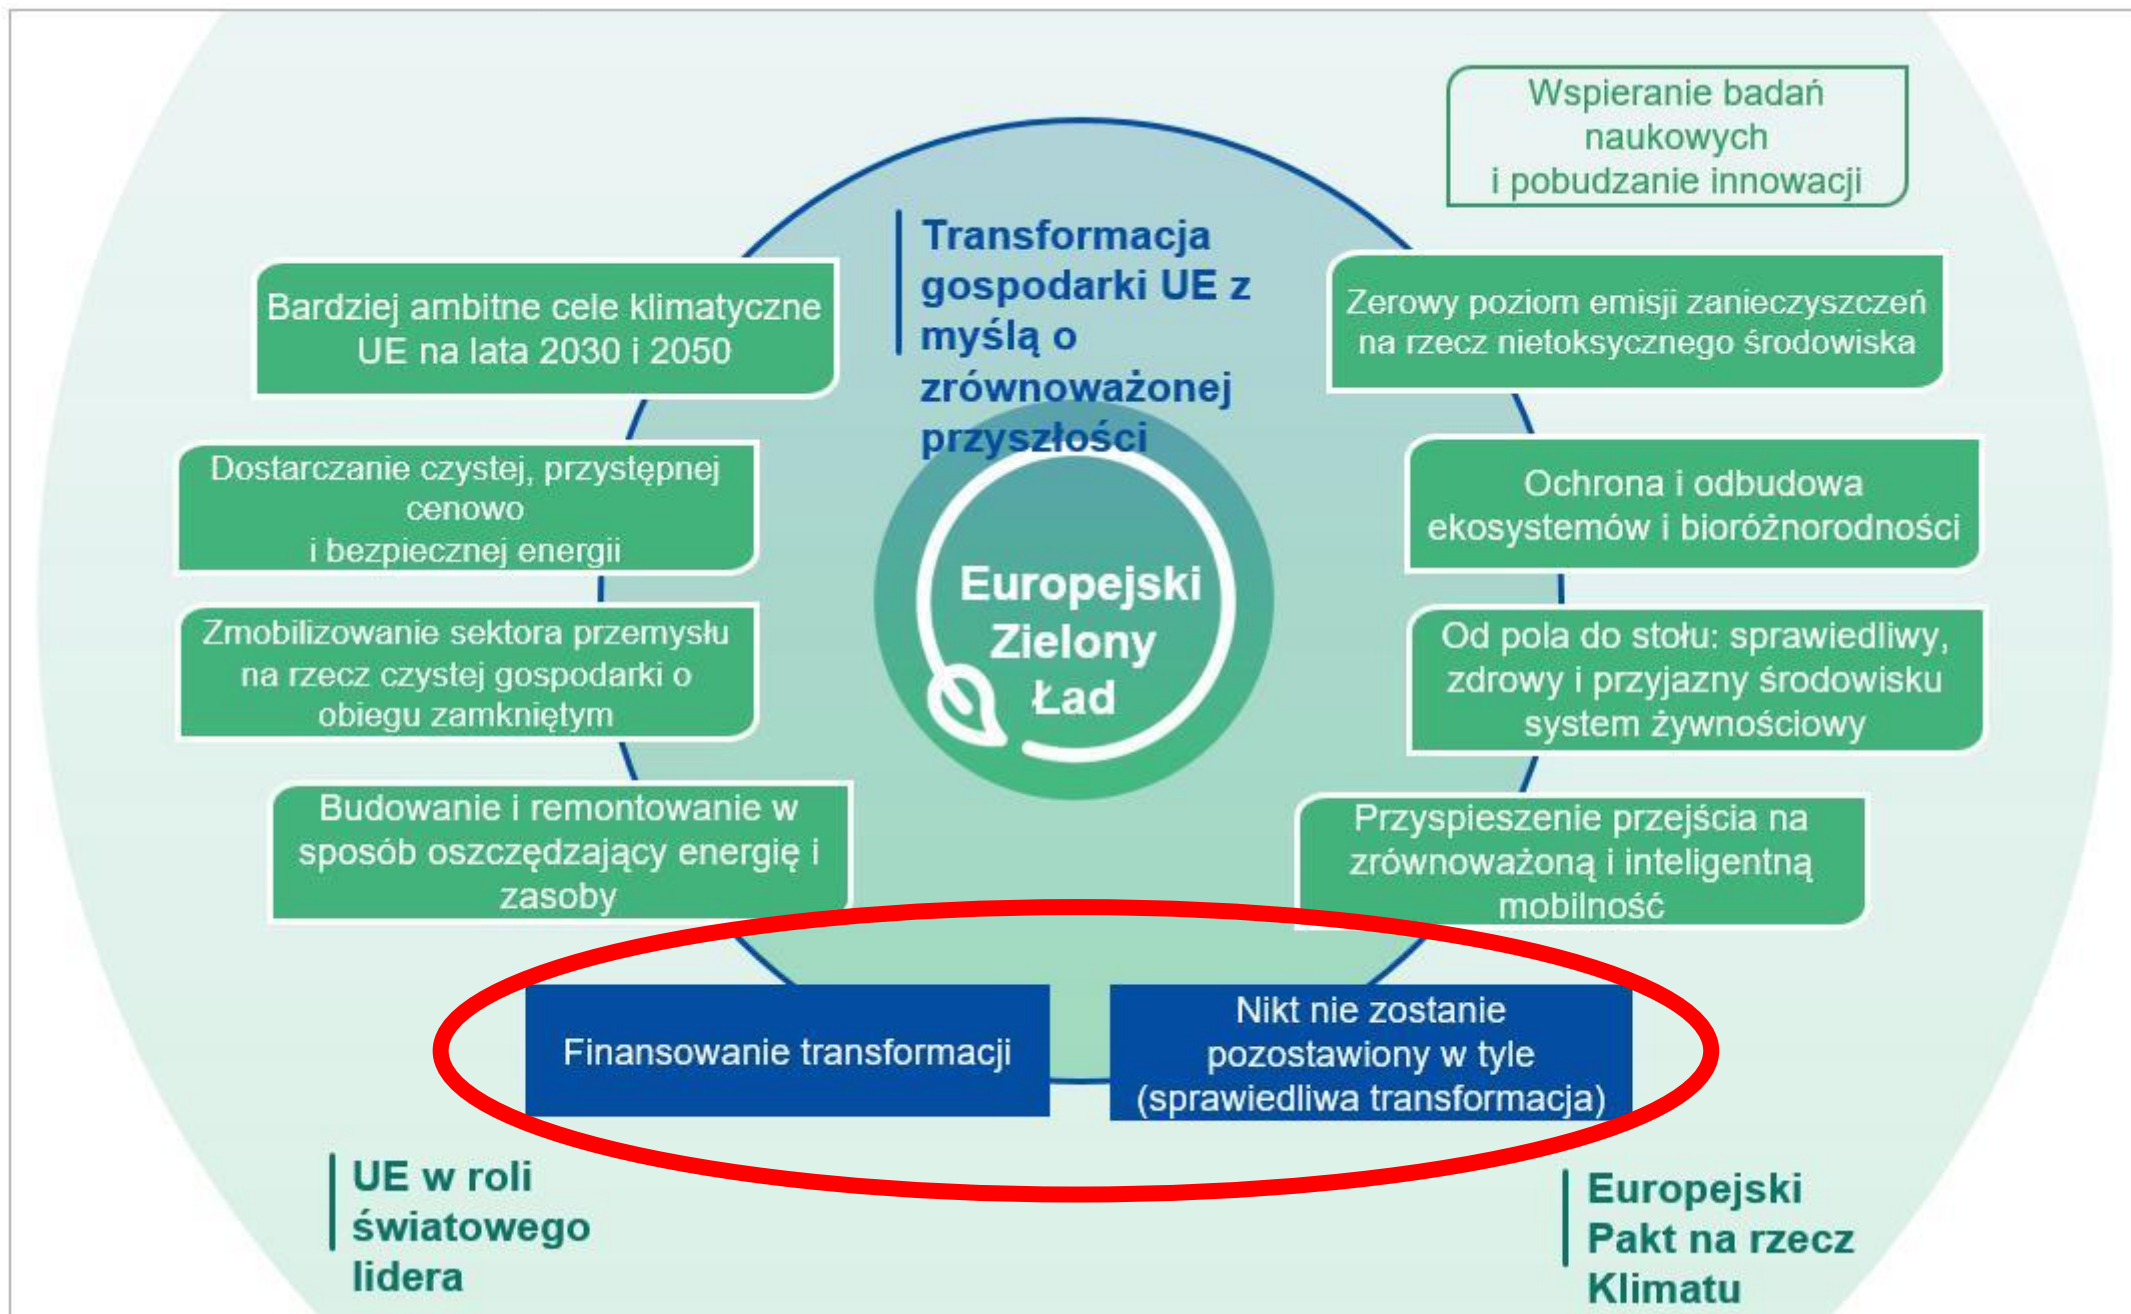 Wspieranie badań
naukowych
i pobudzanie innowacji
Transformacja
gospodarki UE z
myślą o
zrównoważonej
przyszłości
Bardziej ambitne cele klimatyczne
UE na lata 2030 i 2050
Zerowy poziom emisji zanieczyszczeń
na rzecz nietoksycznego środowiska
Dostarczanie czystej, przystępnej
cenowo
i bezpiecznej energii
Ochrona i odbudowa
ekosystemów i bioróżnorodności
Europejski
Zielony
Ład
Zmobilizowanie sektora przemysłu
na rzecz czystej gospodarki o
obiegu zamkniętym
Od pola do stołu: sprawiedliwy,
zdrowy i przyjazny środowisku
system żywnościowy
Budowanie i remontowanie w
sposób oszczędzający energię i
zasoby
Przyspieszenie przejścia na
zrównoważoną i inteligentną
mobilność
Finansowanie transformacji
Nikt nie zostanie
pozostawiony w tyle
(sprawiedliwa transformacja)
UE w roli
światowego
lidera
Europejski
Pakt na rzecz
Klimatu